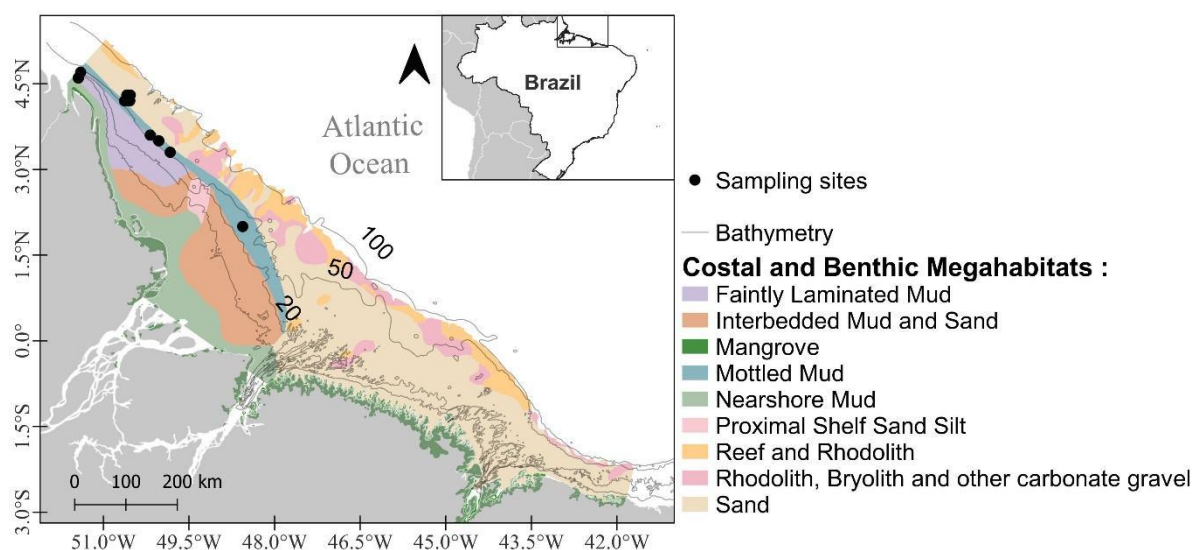 4.5°N
3.0°N
1.5°N
0.0°
1.5°S
3.0°S
Brazil
Atlantic
Ocean
100
50
20
0 100 200 km
51.0°W 49.5°W 48.0°W 46.5°W 45.0°W 43.5°W 42.0°W
Sampling sites
Bathymetry
Costal and Benthic Megahabitats :
Faintly Laminated Mud
Interbedded Mud and Sand
Mangrove
Mottled Mud
Nearshore Mud
Proximal Shelf Sand Silt
Reef and Rhodolith
Rhodolith, Bryolith and other carbonate gravel
Sand